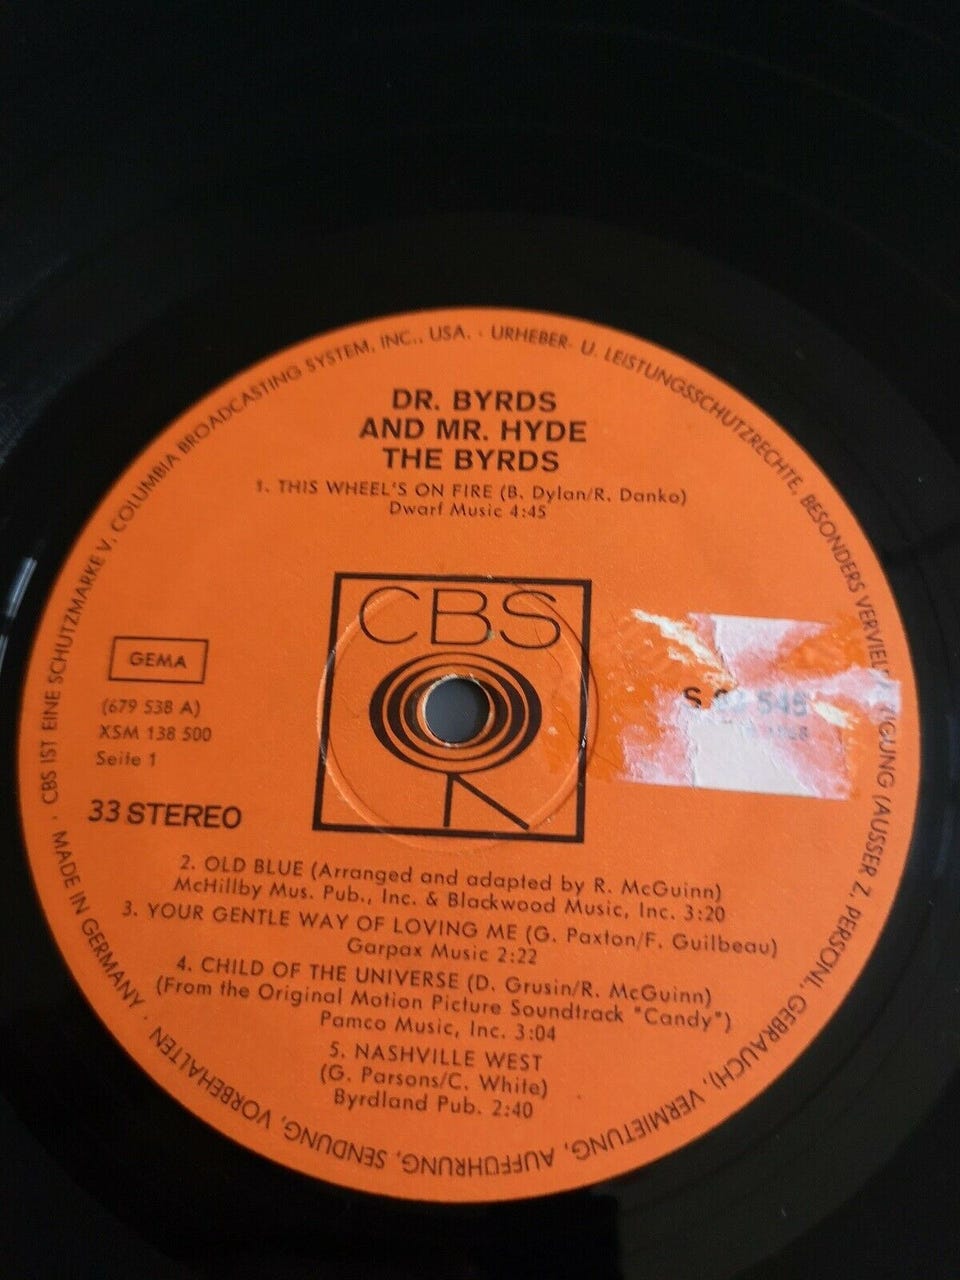 DR. BYRDS
AND MR. HYDE
THE BYRDS
1. THIS WHEEL'S ON FIRE (B. Dylan/R. Danko)
Dwarf Music 4:45
CBS
GEMA
(679 538 A)
XSM 138 500
Seite 1
33 STEREO
S 545
2. OLD BLUE (Arranged and adapted by R. McGuinn)
McHillby Mus. Pub., Inc. & Blackwood Music, Inc. 3:20
3. YOUR GENTLE WAY OF LOVING ME (G. Paxton/F. Guilbeau)
Garpax Music 2:22
4. CHILD OF THE UNIVERSE (D. Grusin/R. McGuinn)
(From the Original Motion Picture Soundtrack "Candy")
Pamco Music, Inc. 3:04
5. NASHVILLE WEST
(G. Parsons/C. White)
Byrdland Pub. 2:40
· CBS IST EINE SCHUTZMARKE V. COLUMBIA BROADCASTING SYSTEM, INC., USA. · URHEBER- U. LEISTUNGSSCHUTZRECHTE, BESONDERS (AUSSER Z. PERSÖNL. GEBRAUCH), VERMIETUNG, AUFFÜHRUNG, SENDUNG, VORBEHALTEN · MADE IN GERMANY